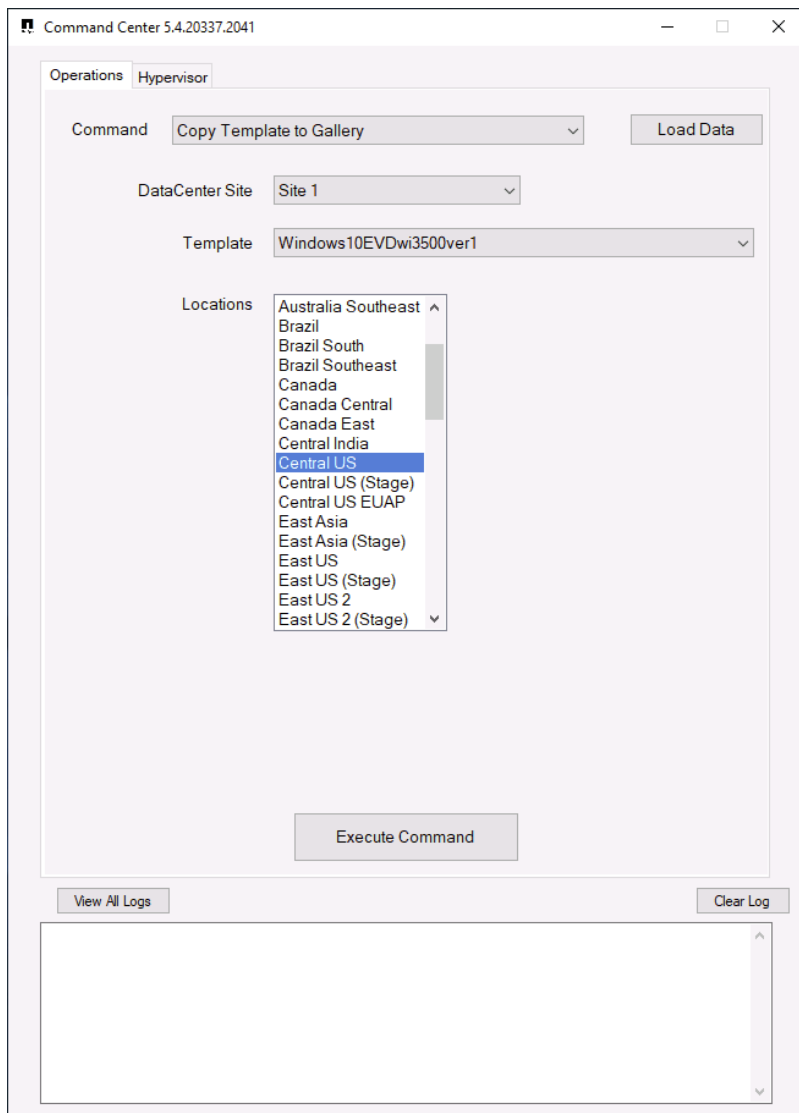 Command Center 5.4.20337.2041
Operations Hypervisor
Command Copy Template to Gallery Load Data
DataCenter Site Site 1
Template Windows10EVDwi3500ver1
Locations Australia Southeast
Brazil
Brazil South
Brazil Southeast
Canada
Canada Central
Canada East
Central India
Central US
Central US (Stage)
Central US EUAP
East Asia
East Asia (Stage)
East US
East US (Stage)
East US 2
East US 2 (Stage)
Execute Command
View All Logs Clear Log